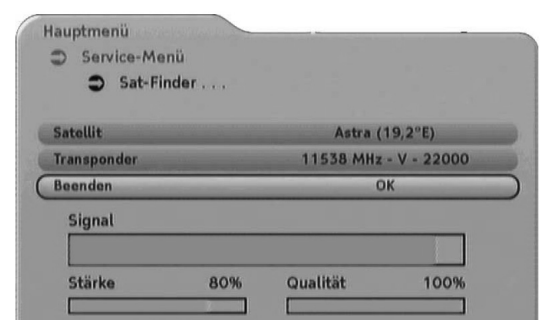 Hauptmenü
Service-Menü
Sat-Finder . . .
Satellit Astra (19,2°E)
Transponder 11538 MHz - V - 22000
Beenden OK
Signal
Stärke 80% Qualität 100%